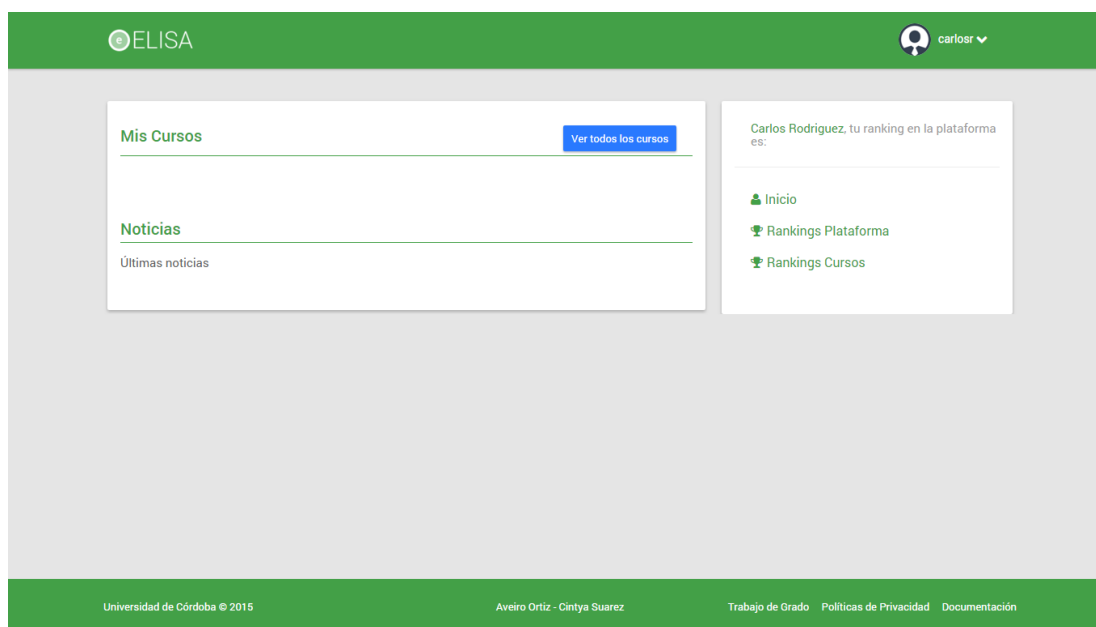 e ELISA
carlosr
Mis Cursos
Ver todos los cursos
Noticias
Últimas noticias
Carlos Rodriguez, tu ranking en la plataforma
es:
Inicio
Rankings Plataforma
Rankings Cursos
Universidad de Córdoba © 2015
Aveiro Ortiz - Cintya Suarez
Trabajo de Grado Políticas de Privacidad Documentación